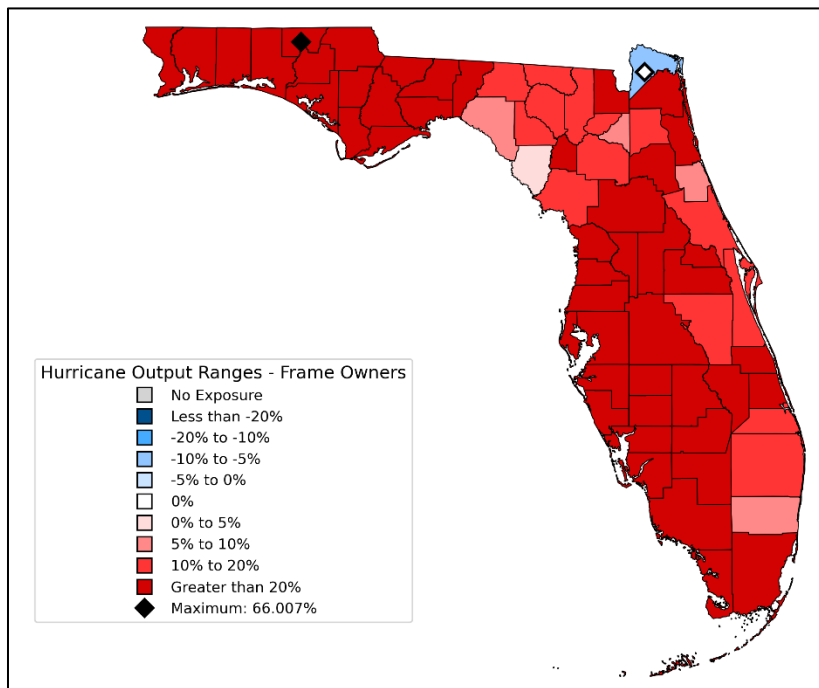 Hurricane Output Ranges - Frame Owners
No Exposure
Less than -20%
-20% to -10%
-10% to -5%
-5% to 0%
0%
0% to 5%
5% to 10%
10% to 20%
Greater than 20%
Maximum: 66.007%